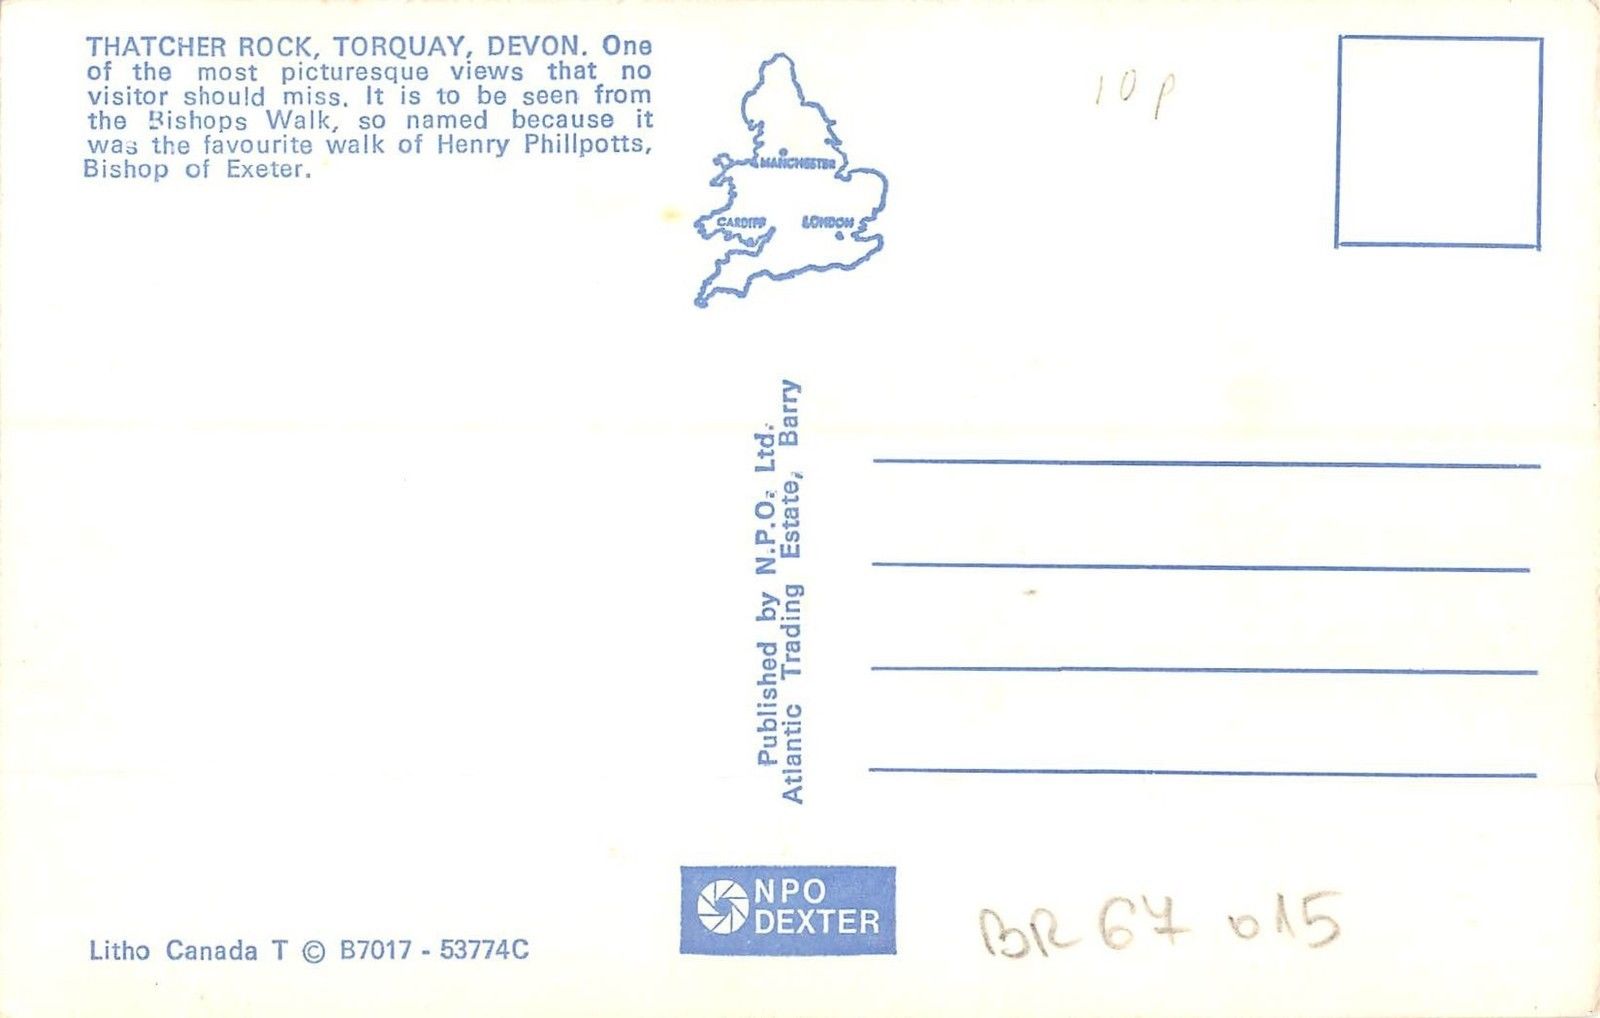 THATCHER ROCK, TORQUAY, DEVON. One
of the most picturesque views that no
visitor should miss. It is to be seen from
the Bishops Walk, so named because it
was the favourite walk of Henry Phillpotts,
Bishop of Exeter.
MANCHESTER
CARDIFF LONDON
10p
Published by N.P.O. Ltd.
Atlantic Trading Estate, Barry
NPO
DEXTER
Litho Canada T © B7017 - 53774C
BR 67 015